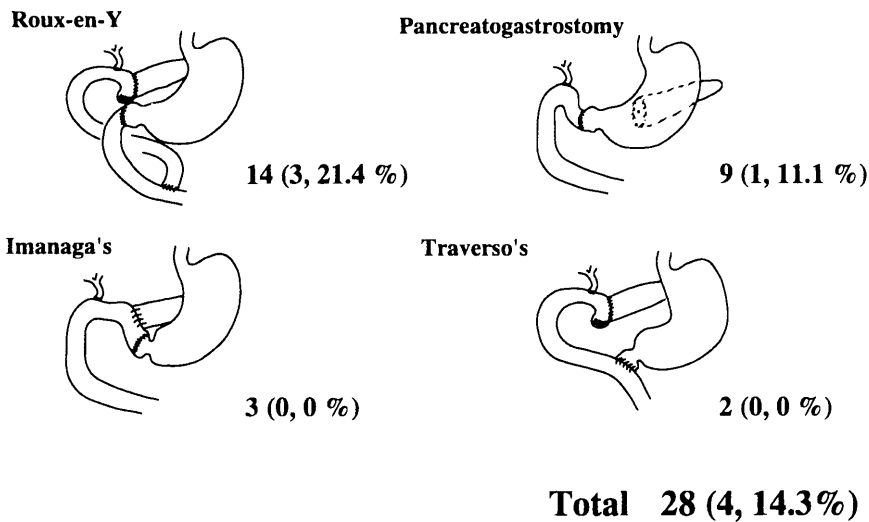 Roux-en-Y
14 (3, 21.4 %)
Pancreatogastrostomy
9 (1, 11.1 %)
Imanaga's
3 (0, 0 %)
Traverso's
2 (0, 0 %)
Total 28 (4, 14.3%)